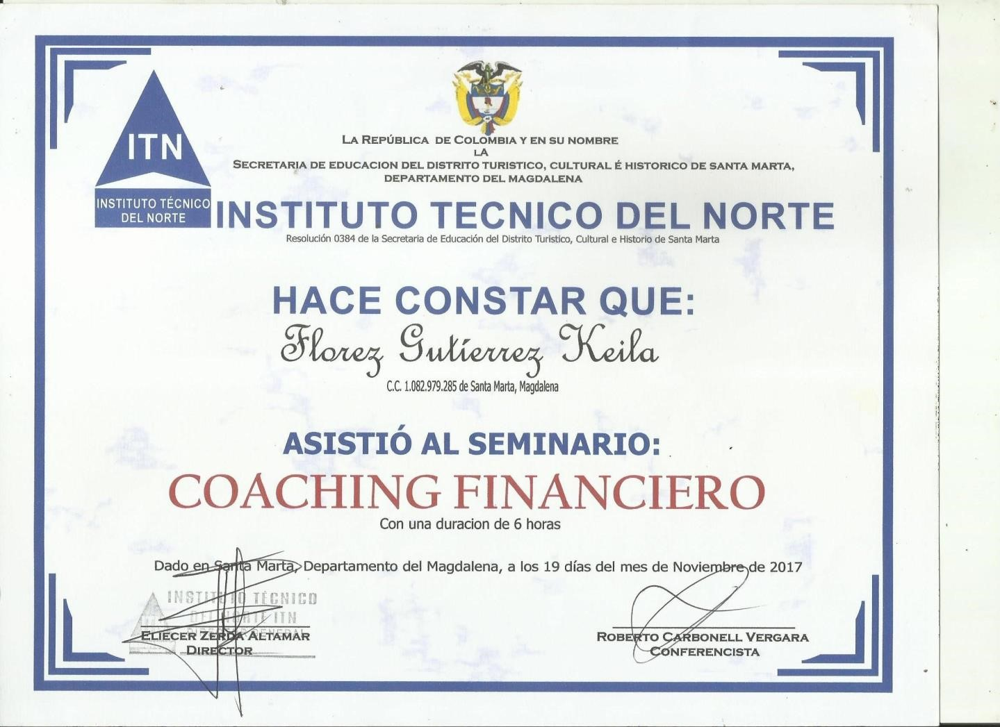 LA REPÚBLICA DE COLOMBIA Y EN SU NOMBRE
LA
SECRETARIA DE EDUCACION DEL DISTRITO TURISTICO, CULTURAL É HISTORICO DE SANTA MARTA,
DEPARTAMENTO DEL MAGDALENA
ITN
INSTITUTO TÉCNICO
DEL NORTE
INSTITUTO TECNICO DEL NORTE
Resolución 0384 de la Secretaria de Educación del Distrito Turistico, Cultural e Historio de Santa Marta
HACE CONSTAR QUE:
Florez Gutíerrez Keila
C.C. 1.082.979.285 de Santa Marta, Magdalena
ASISTIÓ AL SEMINARIO:
COACHING FINANCIERO
Con una duracion de 6 horas
Dado en Santa Marta, Departamento del Magdalena, a los 19 días del mes de Noviembre de 2017
INSTITUTO TÉCNICO
DEL NORTE ITN
DIRECTOR GENERAL
ELIECER ZERDA ALTAMAR
DIRECTOR
ROBERTO CARBONELL VERGARA
CONFERENCISTA